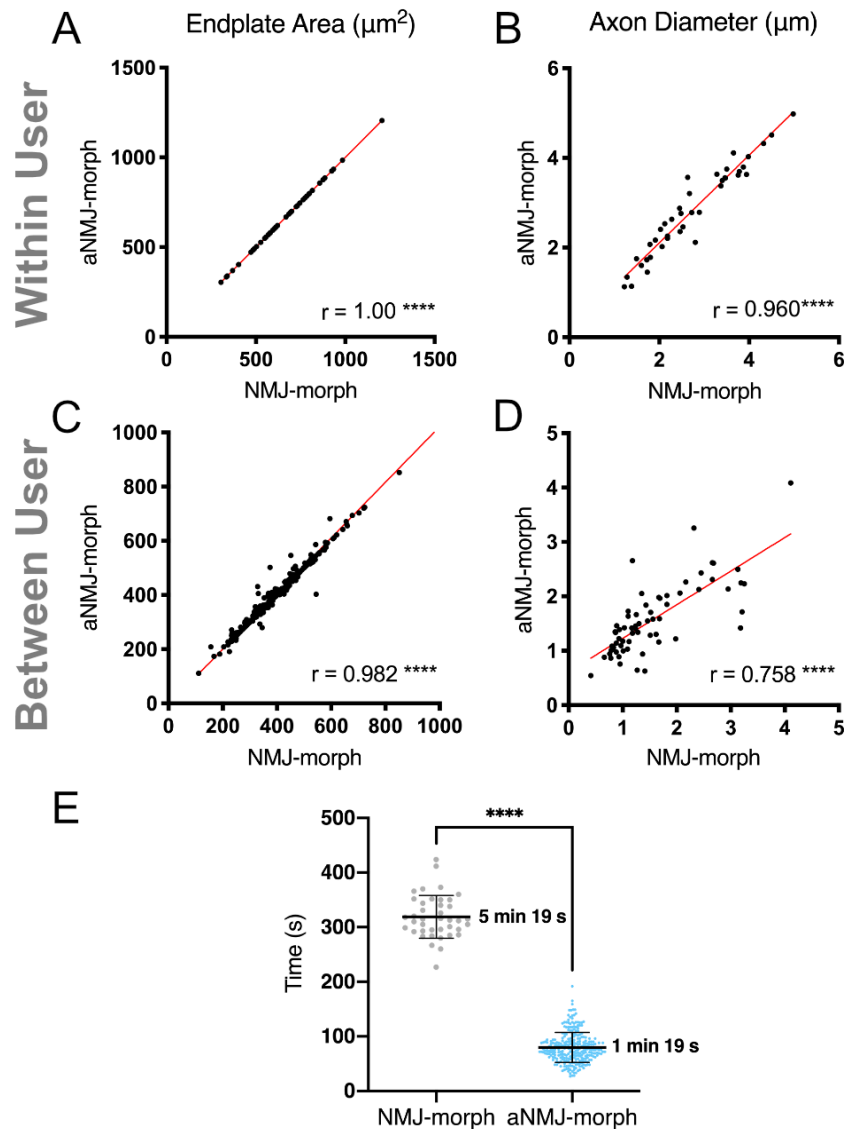 A
Endplate Area (µm²)
B
Axon Diameter (µm)
Within User
aNMJ-morph
1500
1000
500
0
0
500
1000
1500
NMJ-morph
r = 1.00 ****
aNMJ-morph
6
4
2
0
0
2
4
6
NMJ-morph
r = 0.960****
Between User
C
aNMJ-morph
1000
800
600
400
200
0
0
200
400
600
800
1000
NMJ-morph
r = 0.982 ****
D
aNMJ-morph
5
4
3
2
1
0
0
1
2
3
4
5
NMJ-morph
r = 0.758 ****
E
Time (s)
500
400
300
200
100
0
****
5 min 19 s
1 min 19 s
NMJ-morph
aNMJ-morph